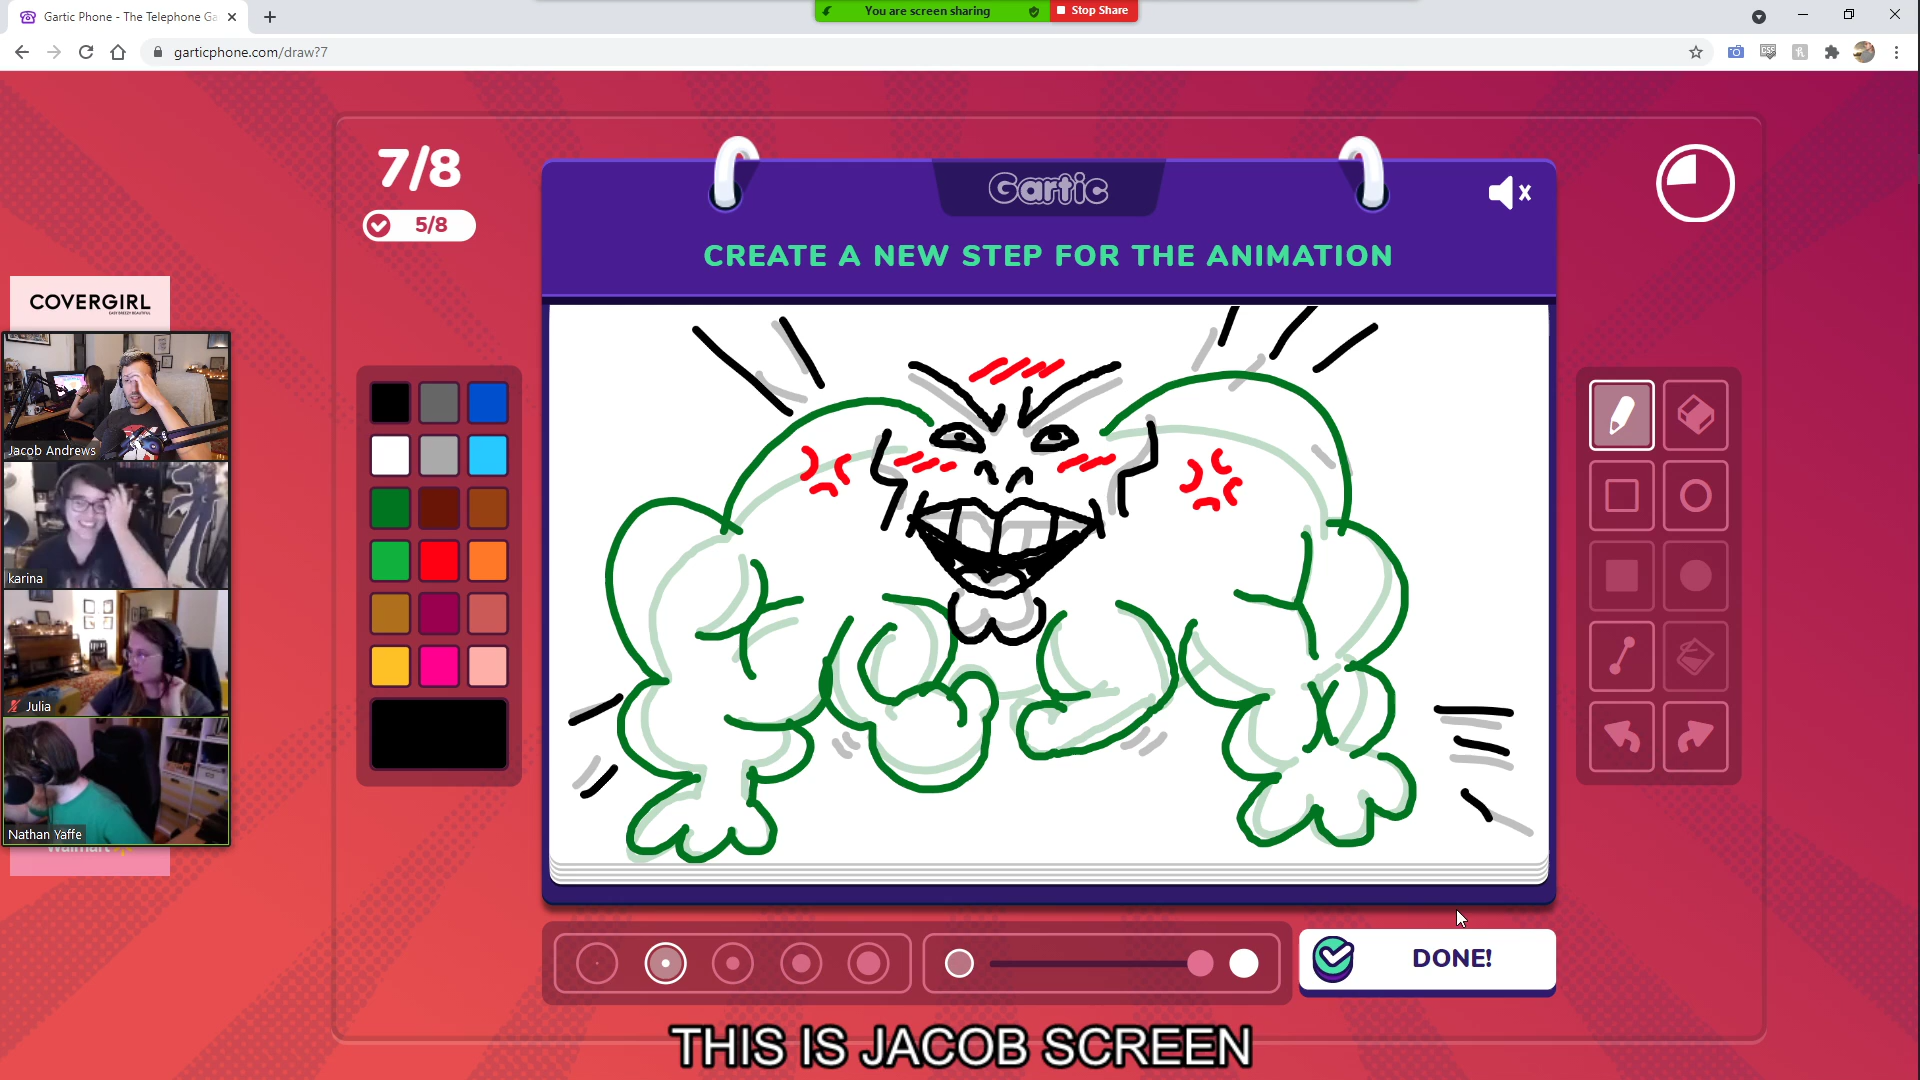 Gartic Phone - The Telephone Ga
You are screen sharing
Stop Share
garticphone.com/draw?7
7/8
5/8
Gartic
CREATE A NEW STEP FOR THE ANIMATION
COVERGIRL
Jacob Andrews
karina
Julia
Nathan Yaffe
Walmart
DONE!
THIS IS JACOB SCREEN